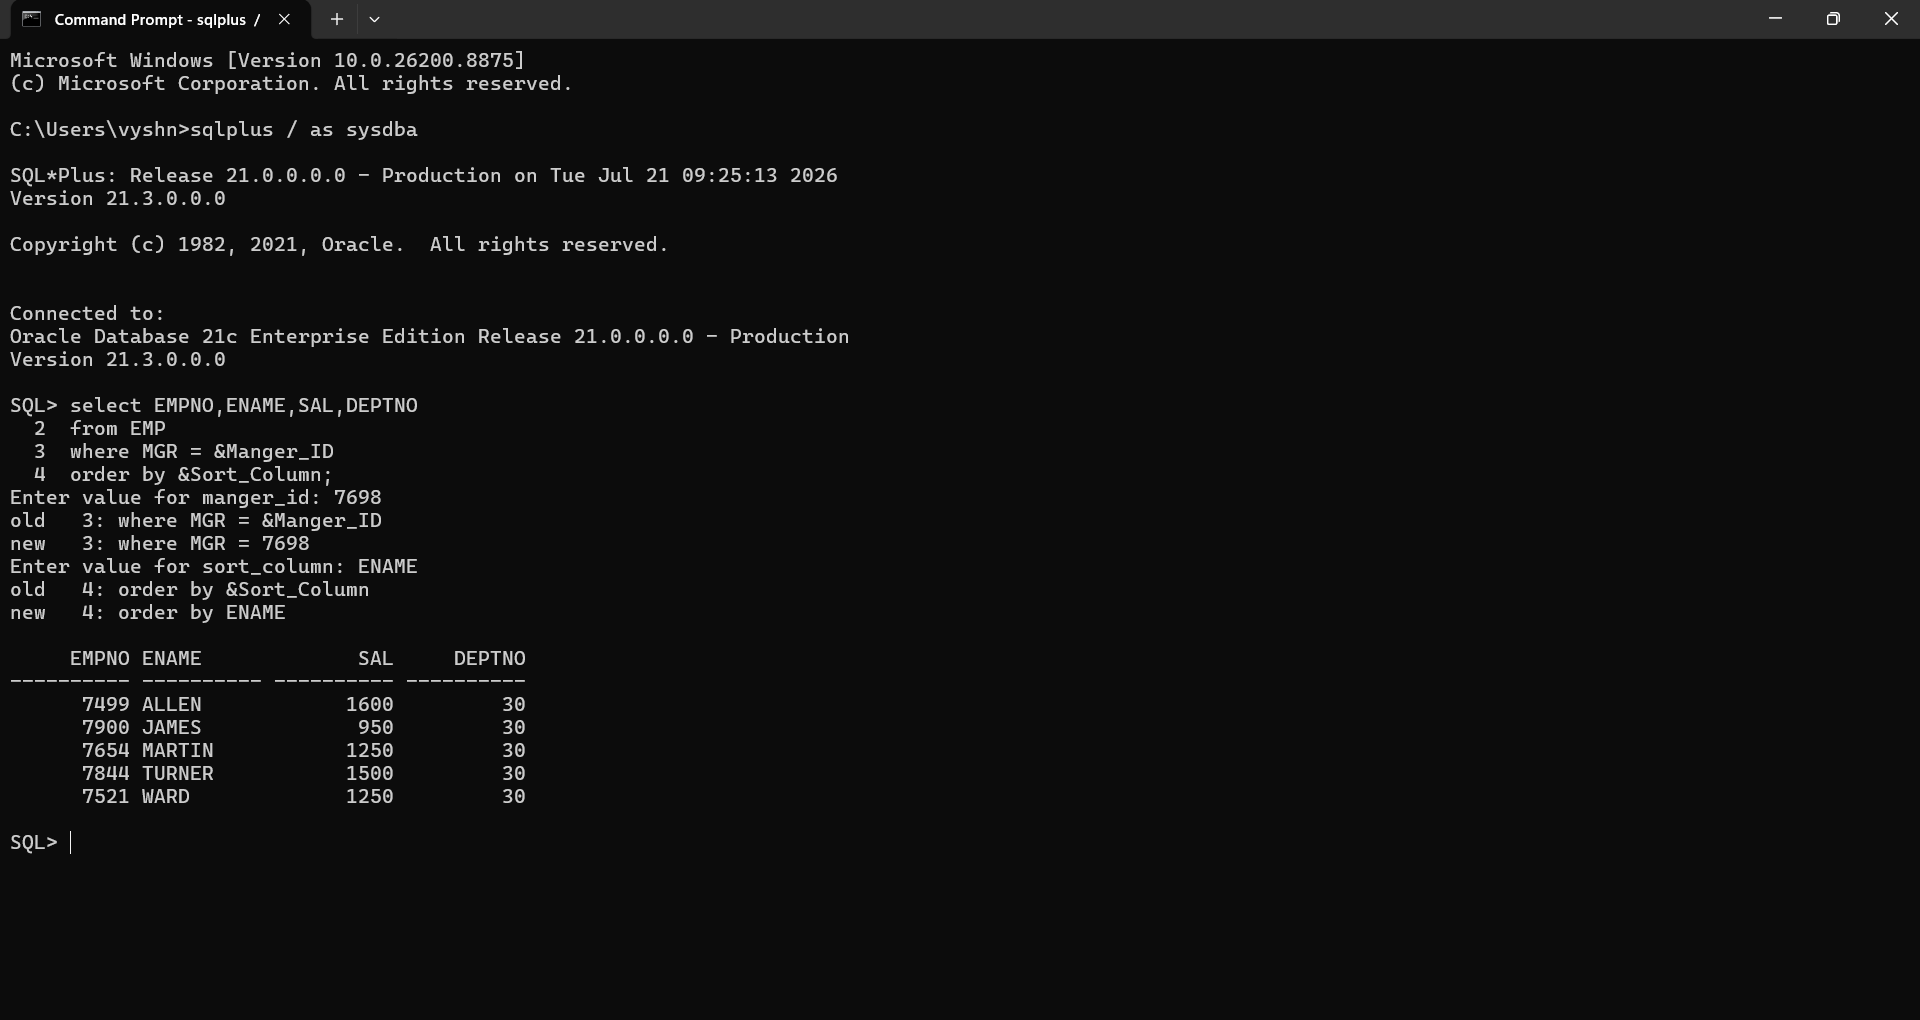 Command Prompt - sqlplus /
Microsoft Windows [Version 10.0.26200.8875]
(c) Microsoft Corporation. All rights reserved.
C:\Users\vyshn>sqlplus / as sysdba
SQL*Plus: Release 21.0.0.0.0 - Production on Tue Jul 21 09:25:13 2026
Version 21.3.0.0.0
Copyright (c) 1982, 2021, Oracle.  All rights reserved.
Connected to:
Oracle Database 21c Enterprise Edition Release 21.0.0.0.0 - Production
Version 21.3.0.0.0
SQL> select EMPNO,ENAME,SAL,DEPTNO
  2  from EMP
  3  where MGR = &Manger_ID
  4  order by &Sort_Column;
Enter value for manger_id: 7698
old   3: where MGR = &Manger_ID
new   3: where MGR = 7698
Enter value for sort_column: ENAME
old   4: order by &Sort_Column
new   4: order by ENAME
     EMPNO ENAME             SAL     DEPTNO
---------- ---------- ---------- ----------
      7499 ALLEN            1600         30
      7900 JAMES             950         30
      7654 MARTIN           1250         30
      7844 TURNER           1500         30
      7521 WARD             1250         30
SQL>